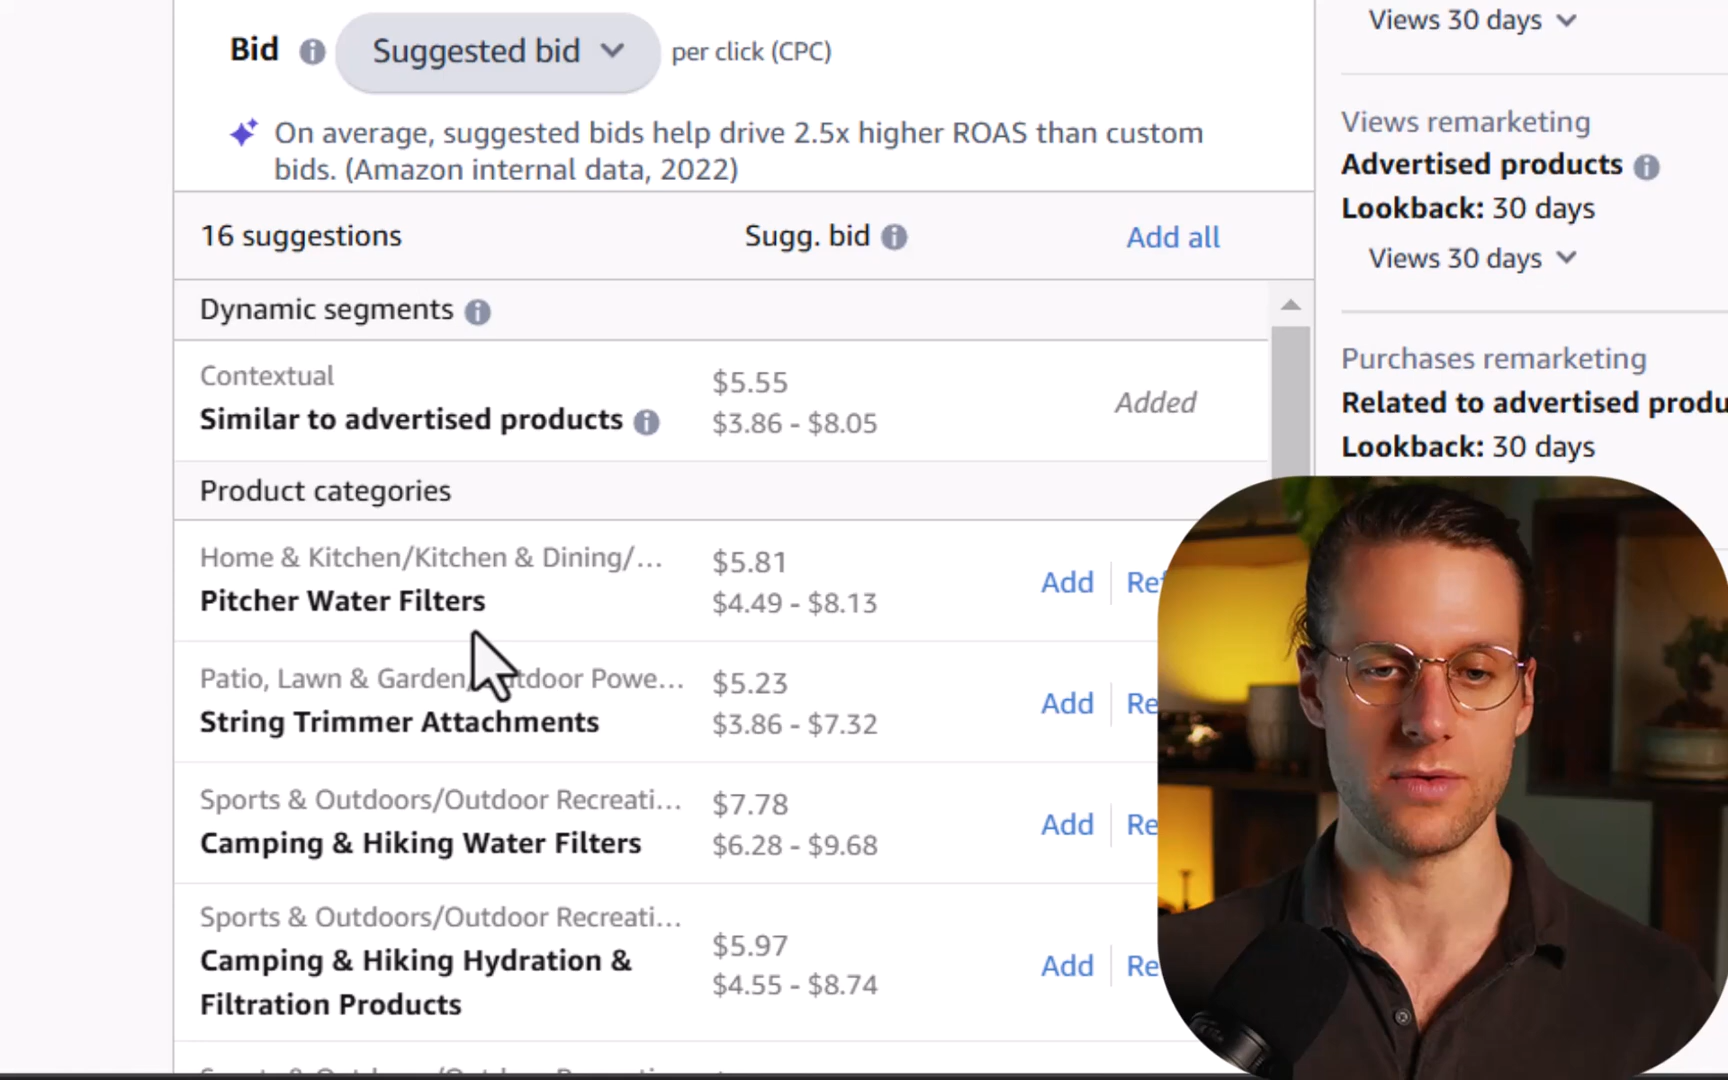 Bid Suggested bid per click (CPC)
On average, suggested bids help drive 2.5x higher ROAS than custom
bids. (Amazon internal data, 2022)
16 suggestions Sugg. bid Add all
Dynamic segments
Contextual
Similar to advertised products
$5.55
$3.86 - $8.05
Added
Product categories
Home & Kitchen/Kitchen & Dining/...
Pitcher Water Filters
$5.81
$4.49 - $8.13
Add
Patio, Lawn & Garden/ Powe...
String Trimmer Attachments
$5.23
$3.86 - $7.32
Add
Sports & Outdoors/Outdoor Recreati...
Camping & Hiking Water Filters
$7.78
$6.28 - $9.68
Add
Sports & Outdoors/Outdoor Recreati...
Camping & Hiking Hydration &
Filtration Products
$5.97
$4.55 - $8.74
Add
Views 30 days
Views remarketing
Advertised products
Lookback: 30 days
Views 30 days
Purchases remarketing
Related to advertised produ
Lookback: 30 days